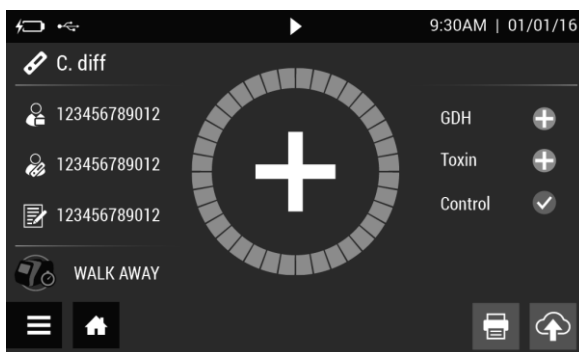 9:30AM | 01/01/16
C. diff
123456789012
123456789012
123456789012
WALK AWAY
GDH
Toxin
Control